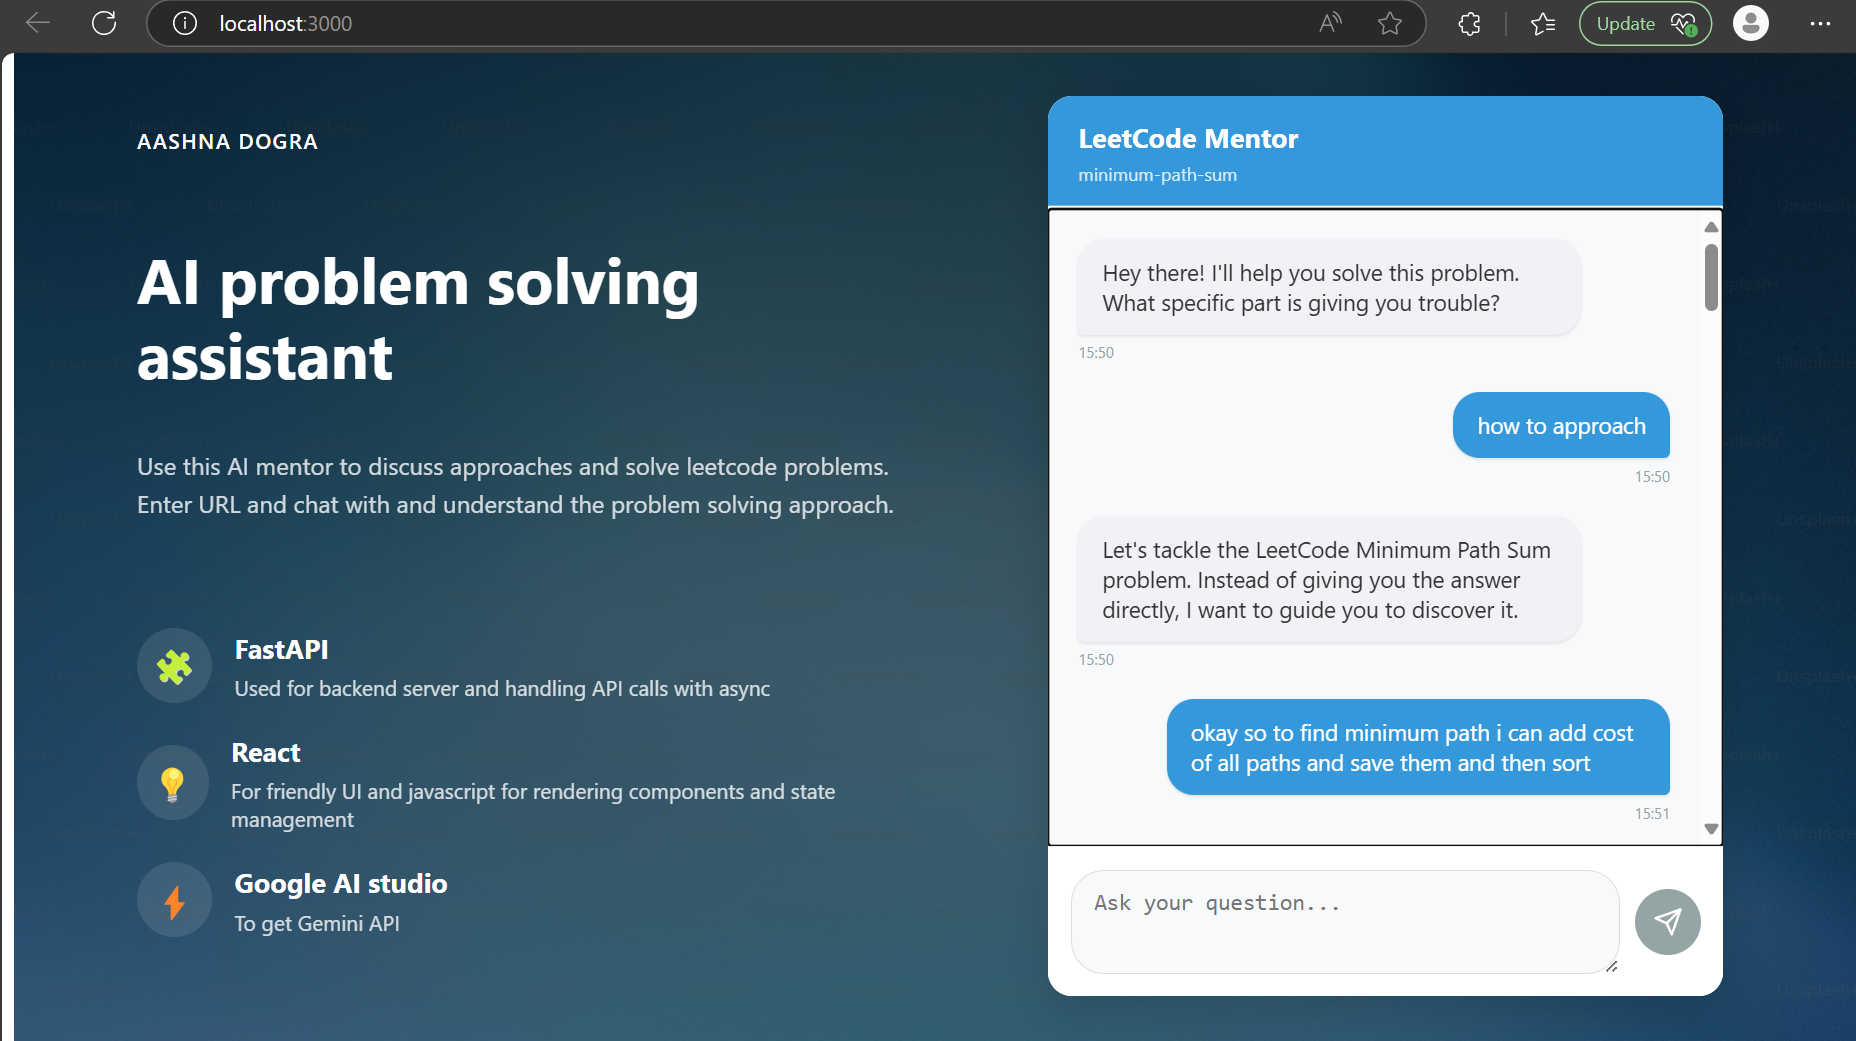 localhost:3000
Update
AASHNA DOGRA
AI problem solving
assistant
Use this AI mentor to discuss approaches and solve leetcode problems.
Enter URL and chat with and understand the problem solving approach.
FastAPI
Used for backend server and handling API calls with async
React
For friendly UI and javascript for rendering components and state
management
Google AI studio
To get Gemini API
LeetCode Mentor
minimum-path-sum
Hey there! I'll help you solve this problem.
What specific part is giving you trouble?
15:50
how to approach
15:50
Let's tackle the LeetCode Minimum Path Sum
problem. Instead of giving you the answer
directly, I want to guide you to discover it.
15:50
okay so to find minimum path i can add cost
of all paths and save them and then sort
15:51
Ask your question...